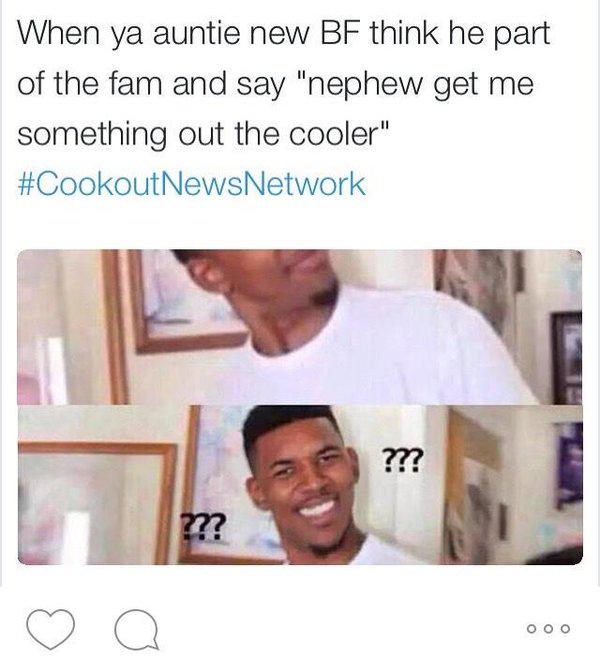 When ya auntie new BF think he part
of the fam and say "nephew get me
something out the cooler"
#CookoutNewsNetwork
???
???